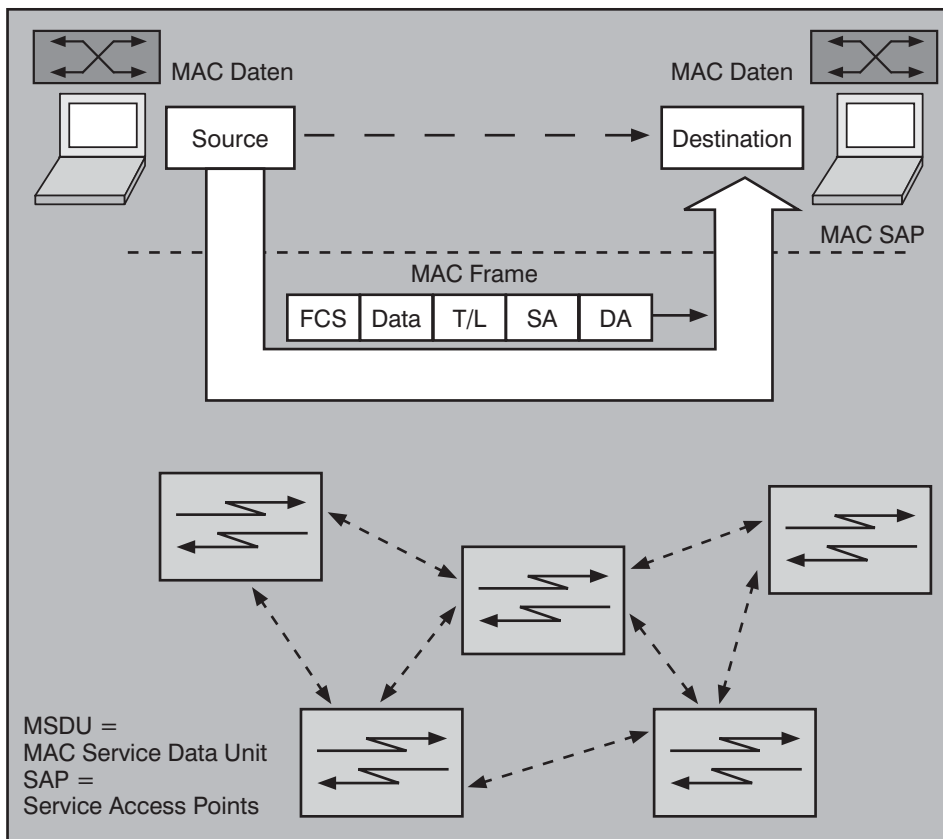 MAC Daten
MAC Daten
Source
Destination
MAC SAP
MAC Frame
FCS Data T/L SA DA
MSDU =
MAC Service Data Unit
SAP =
Service Access Points